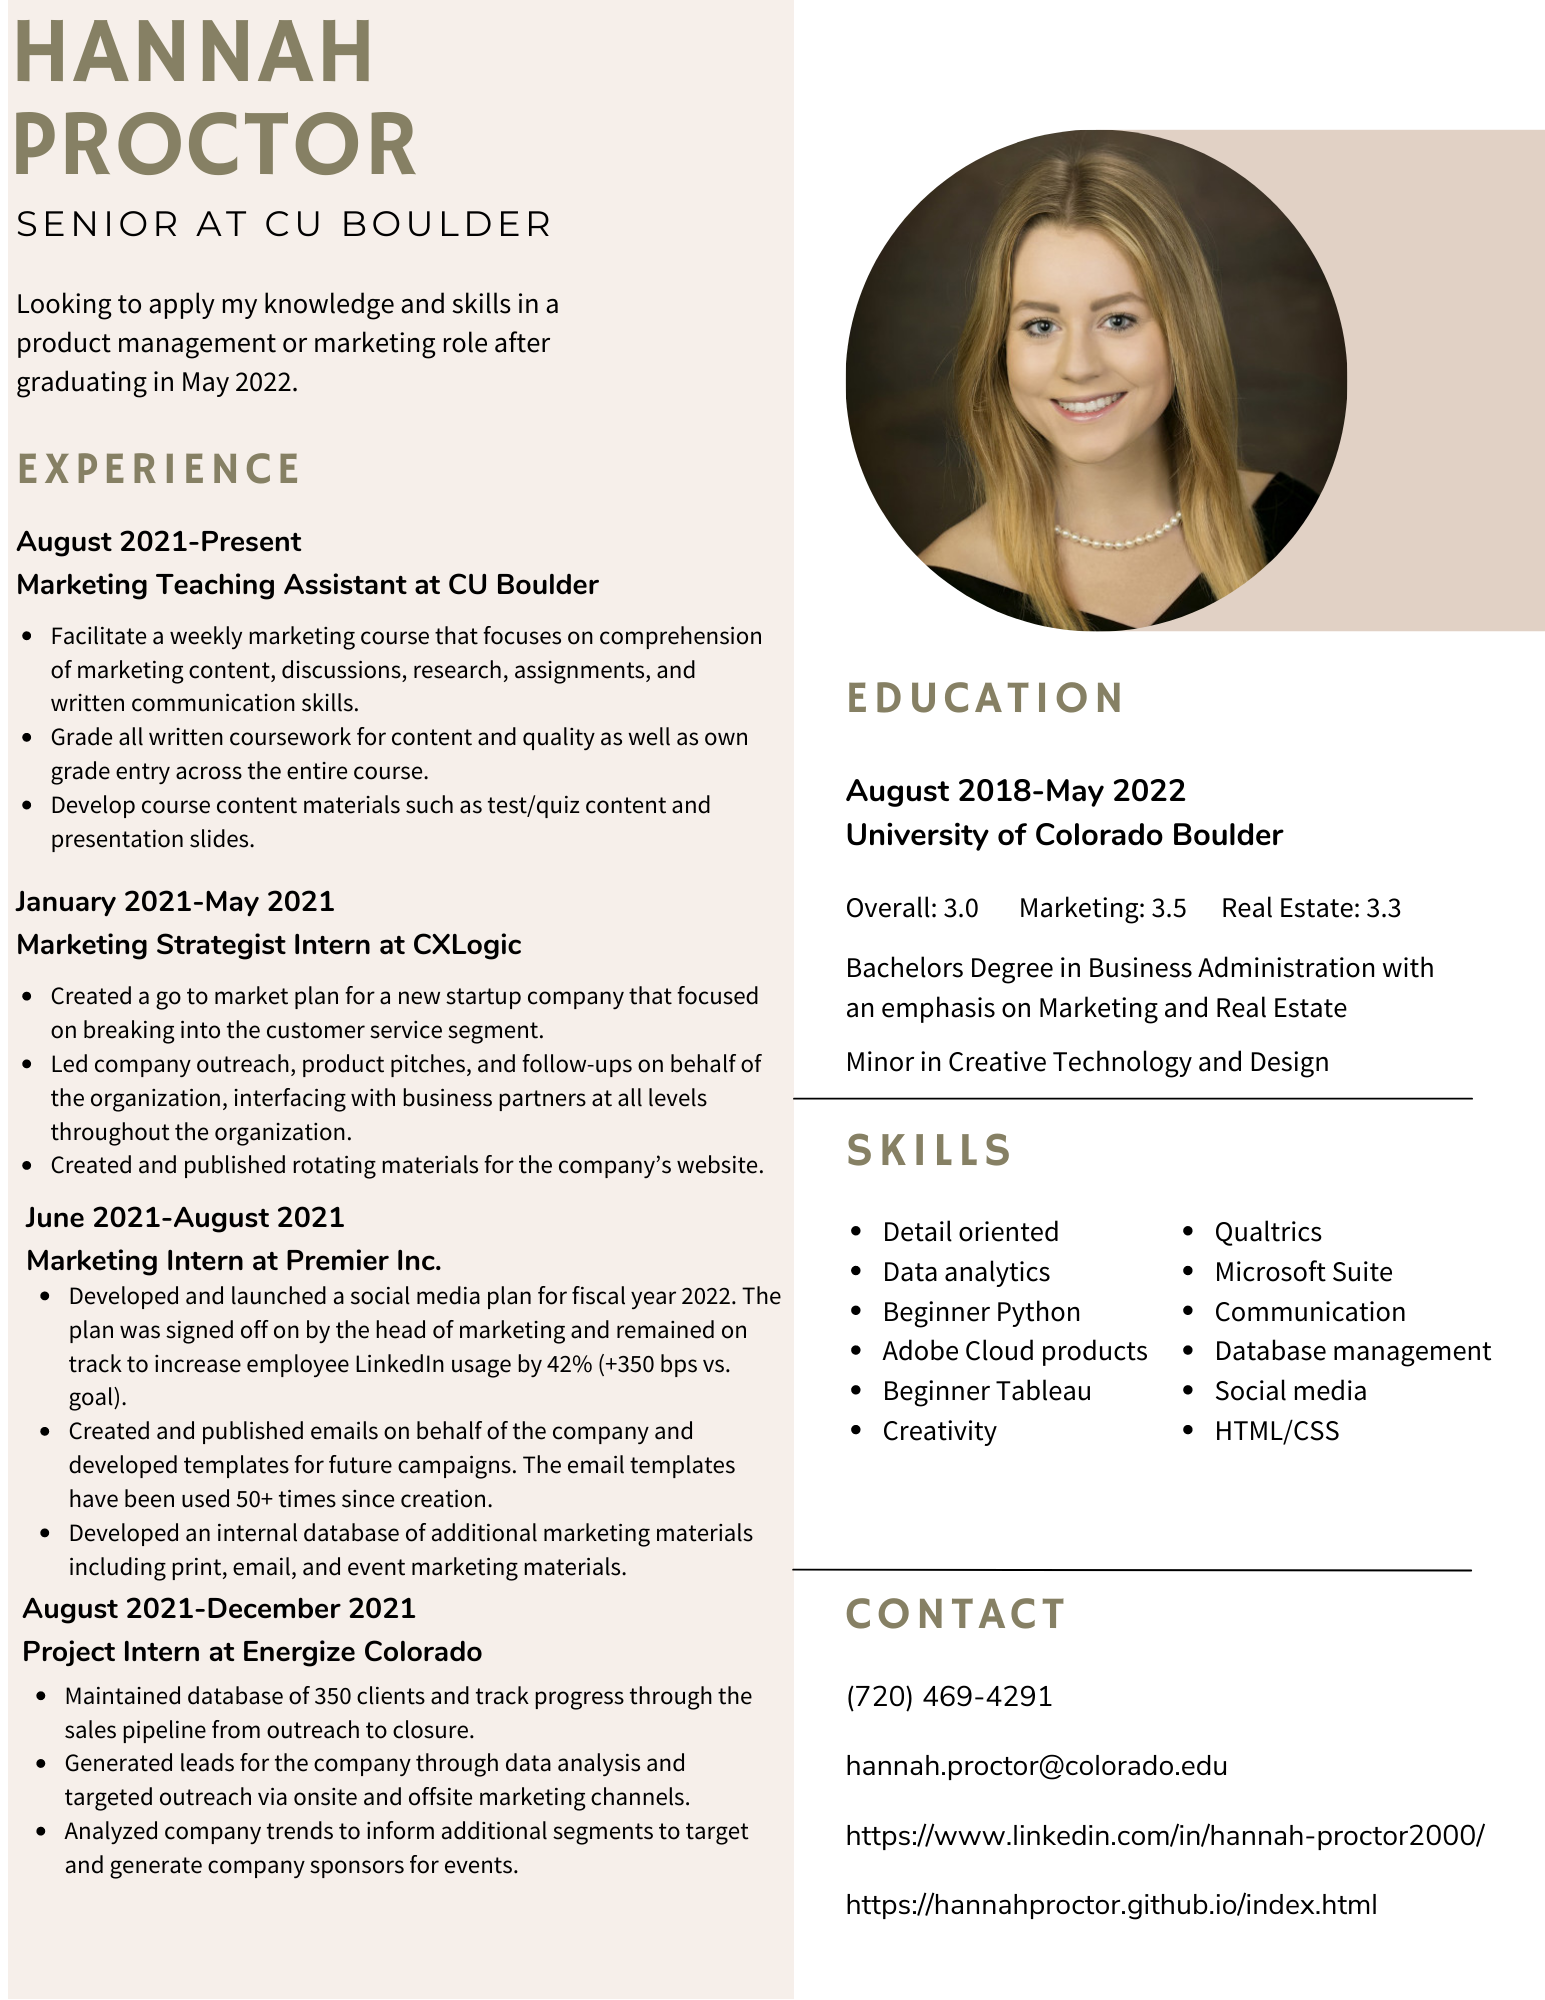 HANNAH
PROCTOR
SENIOR AT CU BOULDER
Looking to apply my knowledge and skills in a
product management or marketing role after
graduating in May 2022.
EXPERIENCE
August 2021-Present
Marketing Teaching Assistant at CU Boulder
• Facilitate a weekly marketing course that focuses on comprehension
of marketing content, discussions, research, assignments, and
written communication skills.
• Grade all written coursework for content and quality as well as own
grade entry across the entire course.
• Develop course content materials such as test/quiz content and
presentation slides.
January 2021-May 2021
Marketing Strategist Intern at CXLogic
• Created a go to market plan for a new startup company that focused
on breaking into the customer service segment.
• Led company outreach, product pitches, and follow-ups on behalf of
the organization, interfacing with business partners at all levels
throughout the organization.
• Created and published rotating materials for the company’s website.
June 2021-August 2021
Marketing Intern at Premier Inc.
• Developed and launched a social media plan for fiscal year 2022. The
plan was signed off on by the head of marketing and remained on
track to increase employee LinkedIn usage by 42% (+350 bps vs.
goal).
• Created and published emails on behalf of the company and
developed templates for future campaigns. The email templates
have been used 50+ times since creation.
• Developed an internal database of additional marketing materials
including print, email, and event marketing materials.
August 2021-December 2021
Project Intern at Energize Colorado
• Maintained database of 350 clients and track progress through the
sales pipeline from outreach to closure.
• Generated leads for the company through data analysis and
targeted outreach via onsite and offsite marketing channels.
• Analyzed company trends to inform additional segments to target
and generate company sponsors for events.
EDUCATION
August 2018-May 2022
University of Colorado Boulder
Overall: 3.0 Marketing: 3.5 Real Estate: 3.3
Bachelors Degree in Business Administration with
an emphasis on Marketing and Real Estate
Minor in Creative Technology and Design
SKILLS
• Detail oriented
• Data analytics
• Beginner Python
• Adobe Cloud products
• Beginner Tableau
• Creativity
• Qualtrics
• Microsoft Suite
• Communication
• Database management
• Social media
• HTML/CSS
CONTACT
(720) 469-4291
hannah.proctor@colorado.edu
https://www.linkedin.com/in/hannah-proctor2000/
https://hannahproctor.github.io/index.html